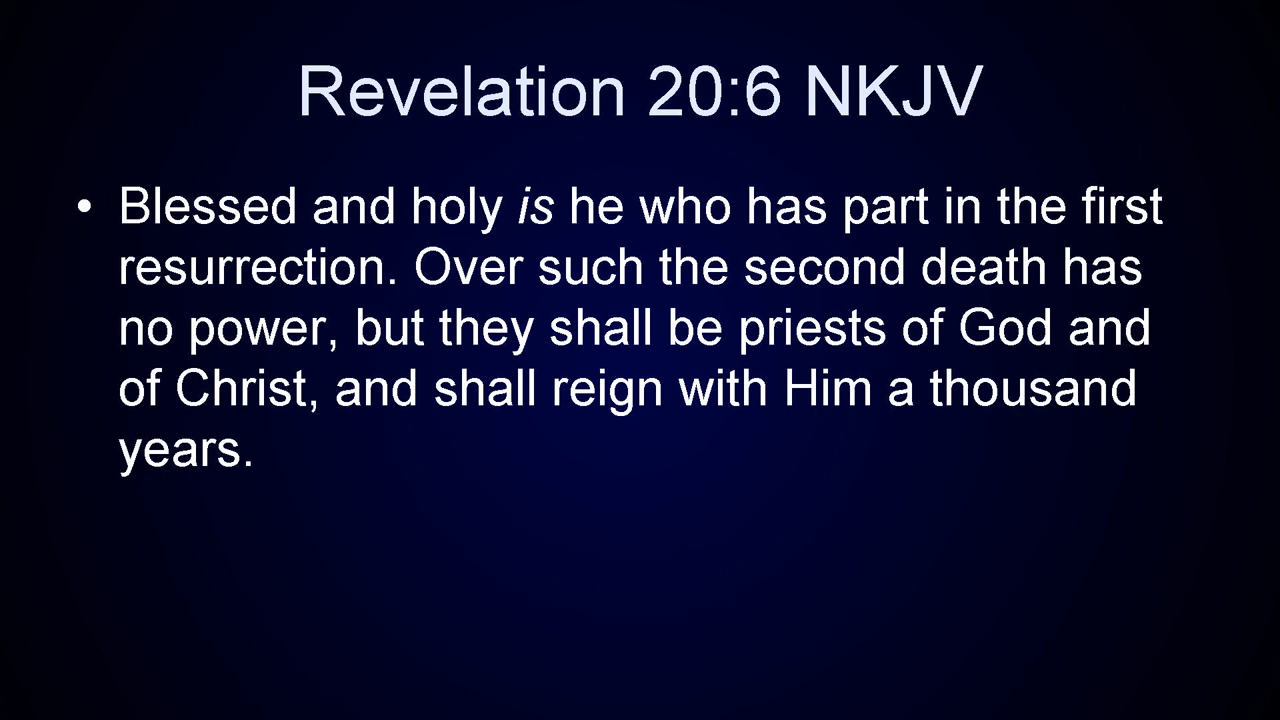 Revelation 20:6 NKJV
• Blessed and holy is he who has part in the first
resurrection. Over such the second death has
no power, but they shall be priests of God and
of Christ, and shall reign with Him a thousand
years.